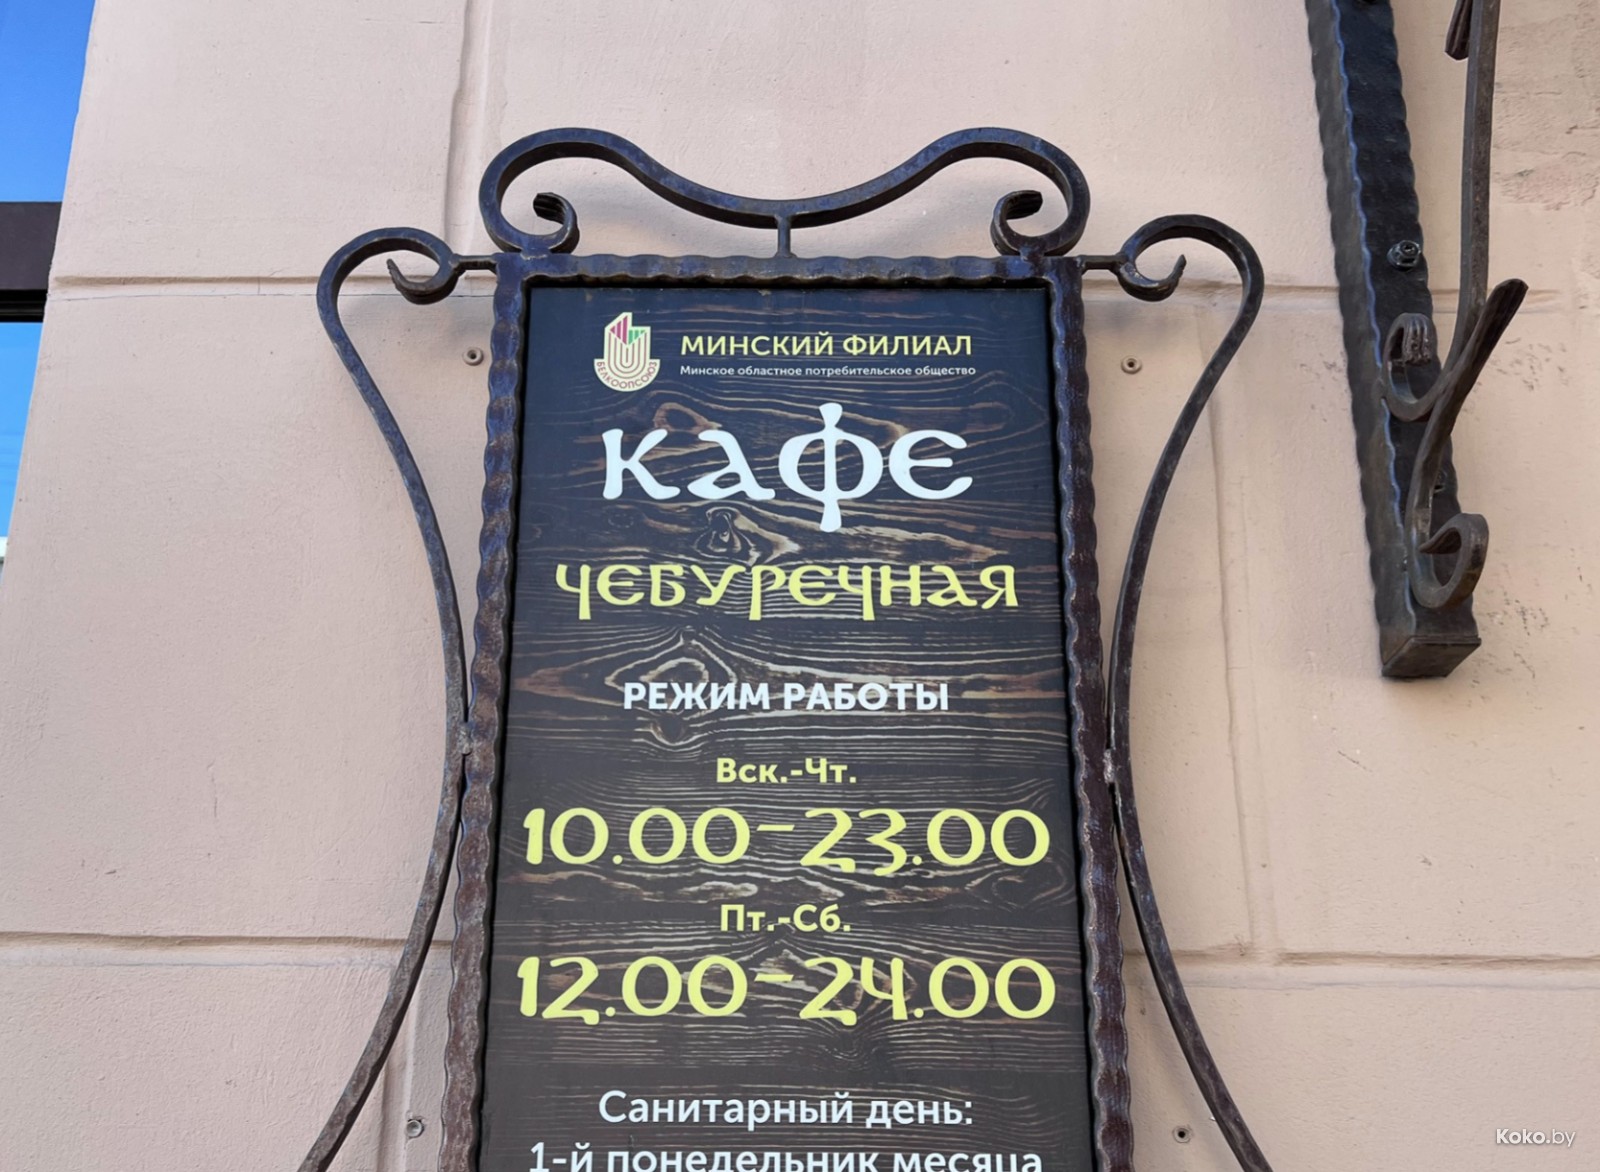 БЕЛКООПСОЮЗ
МИНСКИЙ ФИЛИАЛ
Минское областное потребительское общество
КАФЕ
ЧЕБУРЕЧНАЯ
РЕЖИМ РАБОТЫ
Вск.-Чт.
10.00-23.00
Пт.-Сб.
12.00-24.00
Санитарный день:
1-й понедельник месяца
Koko.by